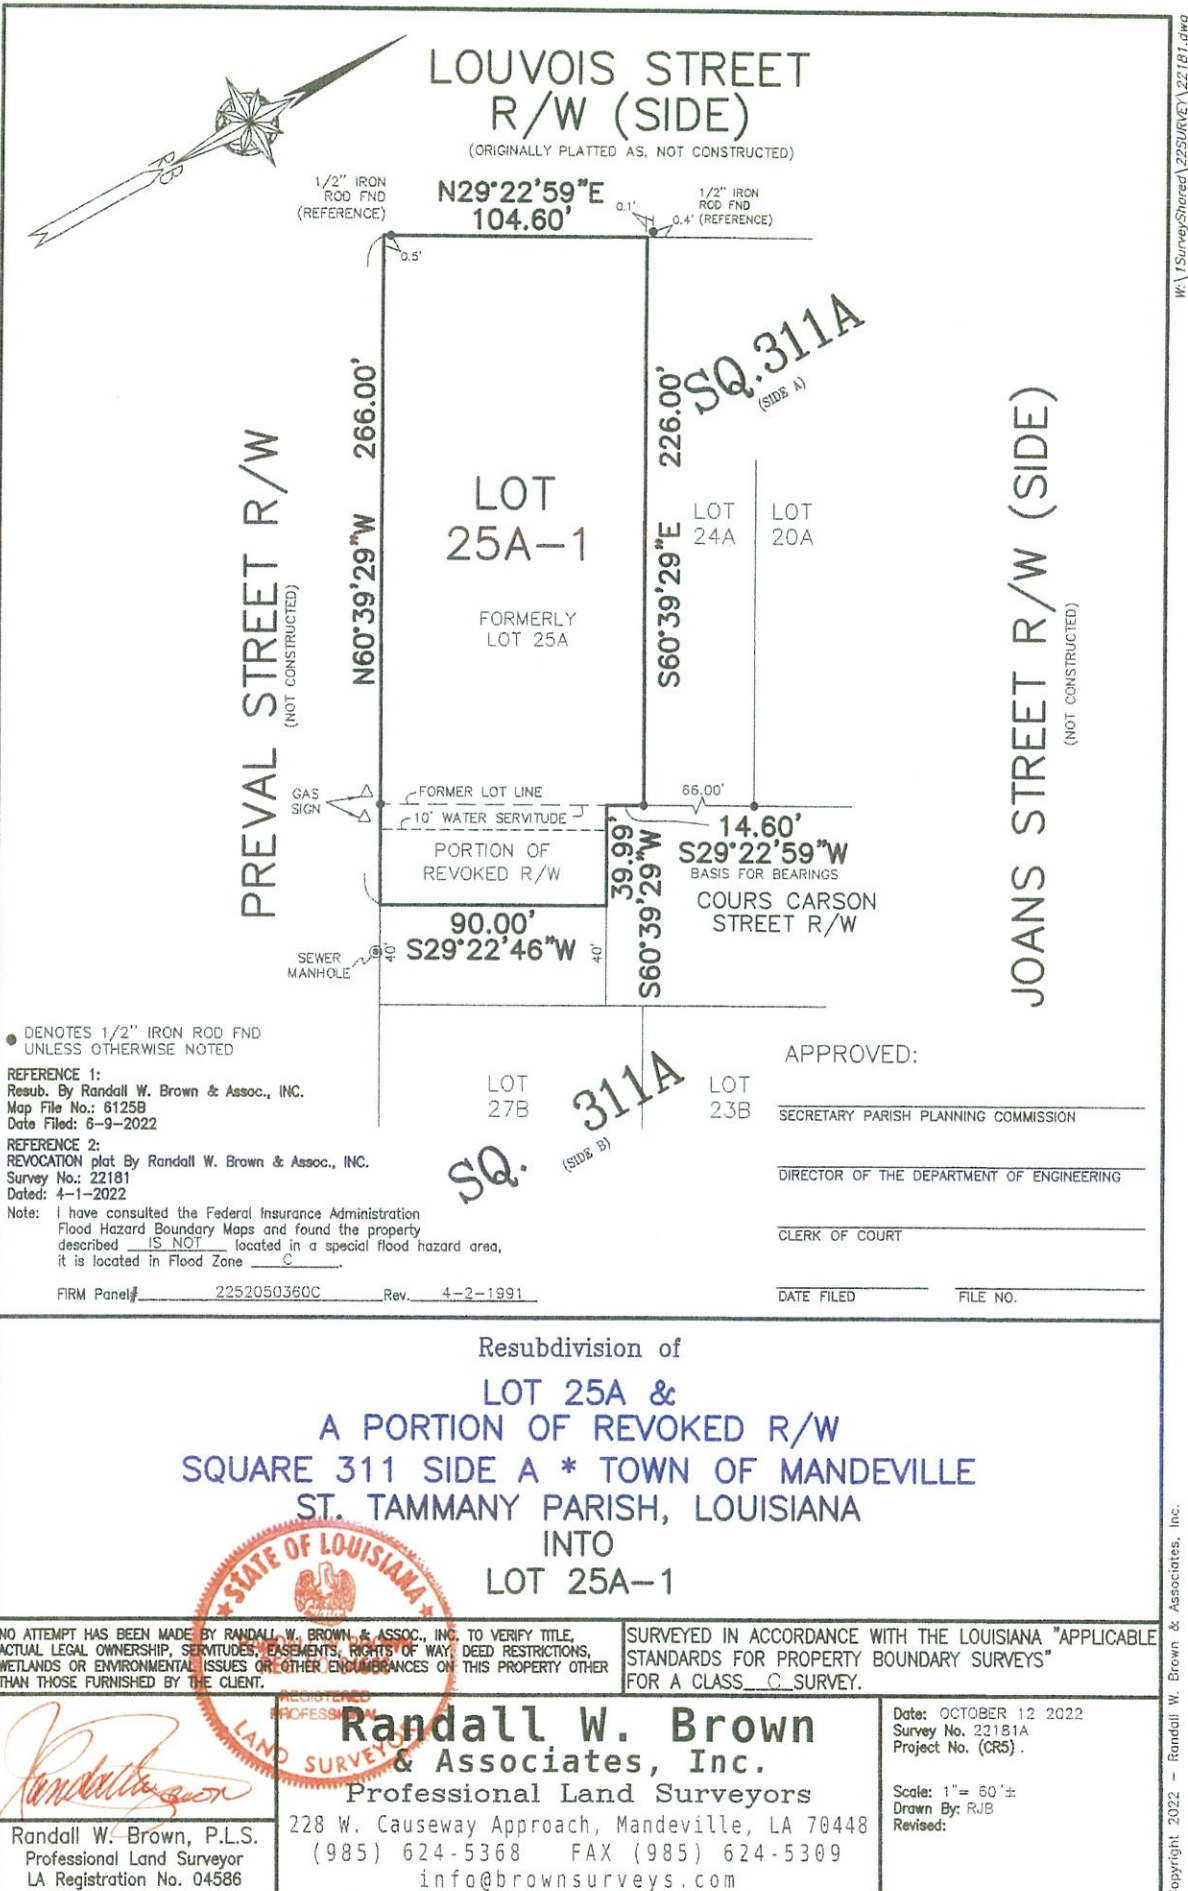 W:\1SurveyShared\22SURVEY\22181.dwg
LOUVOIS STREET
R/W (SIDE)
(ORIGINALLY PLATTED AS, NOT CONSTRUCTED)
RB
1/2" IRON
ROD FND
(REFERENCE)
N29°22'59"E
104.60'
0.1'
1/2" IRON
ROD FND
0.4' (REFERENCE)
0.5'
SQ.311A
(SIDE A)
PREVAL STREET R/W
(NOT CONSTRUCTED)
N60°39'29"W 266.00'
LOT
25A-1
FORMERLY
LOT 25A
S60°39'29"E 226.00'
LOT
24A
LOT
20A
JOANS STREET R/W (SIDE)
(NOT CONSTRUCTED)
GAS
SIGN
FORMER LOT LINE
10' WATER SERVITUDE
PORTION OF
REVOKED R/W
66.00'
14.60'
S29°22'59"W
BASIS FOR BEARINGS
39.99'
S60°39'29"W
COURS CARSON
STREET R/W
90.00'
S29°22'46"W
SEWER
MANHOLE
40'
40'
DENOTES 1/2" IRON ROD FND
UNLESS OTHERWISE NOTED
REFERENCE 1:
Resub. By Randall W. Brown & Assoc., INC.
Map File No.: 6125B
Date Filed: 6-9-2022
REFERENCE 2:
REVOCATION plat By Randall W. Brown & Assoc., INC.
Survey No.: 22181
Dated: 4-1-2022
Note: I have consulted the Federal Insurance Administration
Flood Hazard Boundary Maps and found the property
described IS NOT located in a special flood hazard area,
it is located in Flood Zone C.
FIRM Panel# 2252050360C Rev. 4-2-1991
LOT
27B
SQ. 311A
(SIDE B)
LOT
23B
APPROVED:
SECRETARY PARISH PLANNING COMMISSION
DIRECTOR OF THE DEPARTMENT OF ENGINEERING
CLERK OF COURT
DATE FILED FILE NO.
Resubdivision of
LOT 25A &
A PORTION OF REVOKED R/W
SQUARE 311 SIDE A * TOWN OF MANDEVILLE
ST. TAMMANY PARISH, LOUISIANA
INTO
LOT 25A-1
STATE OF LOUISIANA
REGISTERED
PROFESSIONAL
LAND SURVEYOR
NO ATTEMPT HAS BEEN MADE BY RANDALL W. BROWN & ASSOC., INC. TO VERIFY TITLE,
ACTUAL LEGAL OWNERSHIP, SERVITUDES, EASEMENTS, RIGHTS OF WAY, DEED RESTRICTIONS,
WETLANDS OR ENVIRONMENTAL ISSUES OR OTHER ENCUMBRANCES ON THIS PROPERTY OTHER
THAN THOSE FURNISHED BY THE CLIENT.
SURVEYED IN ACCORDANCE WITH THE LOUISIANA "APPLICABLE
STANDARDS FOR PROPERTY BOUNDARY SURVEYS"
FOR A CLASS C SURVEY.
Randall W. Brown, P.L.S.
Professional Land Surveyor
LA Registration No. 04586
Randall W. Brown
& Associates, Inc.
Professional Land Surveyors
228 W. Causeway Approach, Mandeville, LA 70448
(985) 624-5368 FAX (985) 624-5309
info@brownsurveys.com
Date: OCTOBER 12 2022
Survey No. 22181A
Project No. (CR5) .
Scale: 1"= 60'±
Drawn By: RJB
Revised:
Copyright 2022 - Randall W. Brown & Associates, Inc.